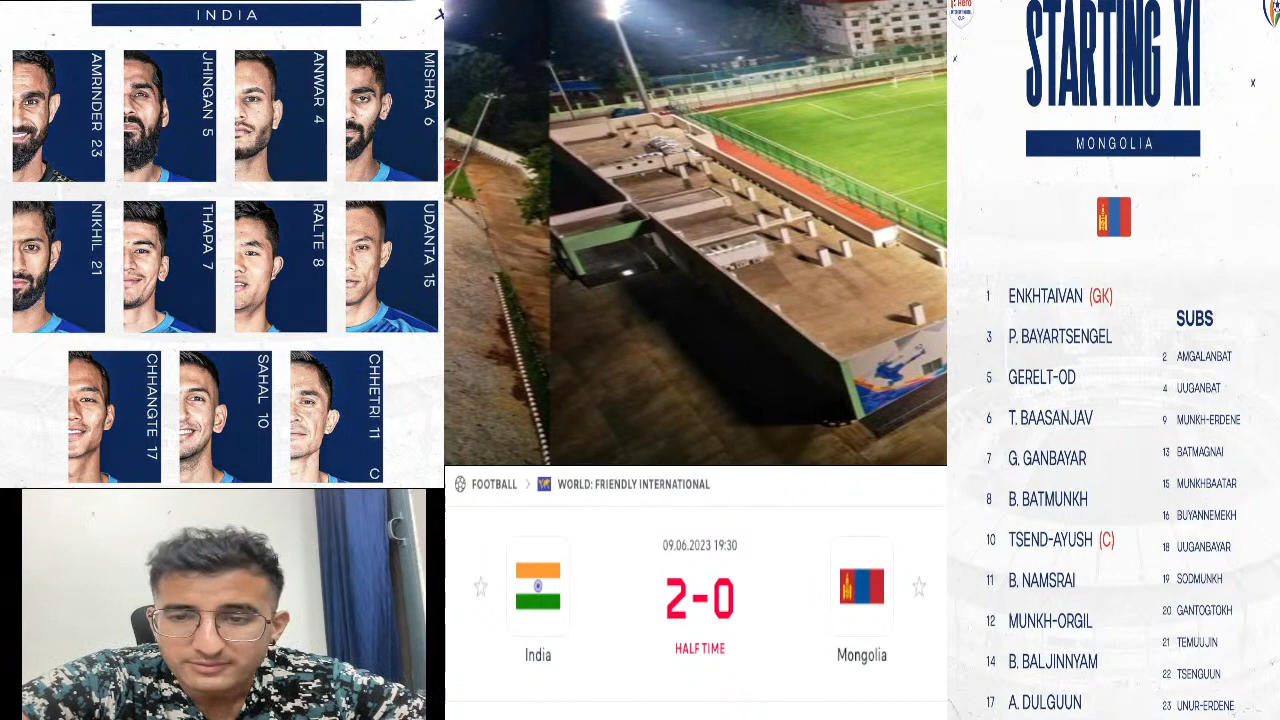 INDIA
AMRINDER 23
JHINGAN 5
ANWAR 4
MISHRA 6
NIKHIL 21
THAPA 7
RALTE 8
UDANTA 15
CHHANGTE 17
SAHAL 10
CHHETRI 11 C
FOOTBALL > WORLD: FRIENDLY INTERNATIONAL
09.06.2023 19:30
2-0
HALF TIME
India
Mongolia
Hero
STARTING XI
MONGOLIA
1 ENKHTAIVAN (GK)
3 P. BAYARTSENGEL
5 GERELT-OD
6 T. BAASANJAV
7 G. GANBAYAR
8 B. BATMUNKH
10 TSEND-AYUSH (C)
11 B. NAMSRAI
12 MUNKH-ORGIL
14 B. BALJINNYAM
17 A. DULGUUN
SUBS
2 AMGALANBAT
4 UUGANBAT
9 MUNKH-ERDENE
13 BATMAGNAI
15 MUNKHBAATAR
16 BUYANNEMEKH
18 UUGANBAYAR
19 SODMUNKH
20 GANTOGTOKH
21 TEMUUJIN
22 TSENGUUN
23 UNUR-ERDENE